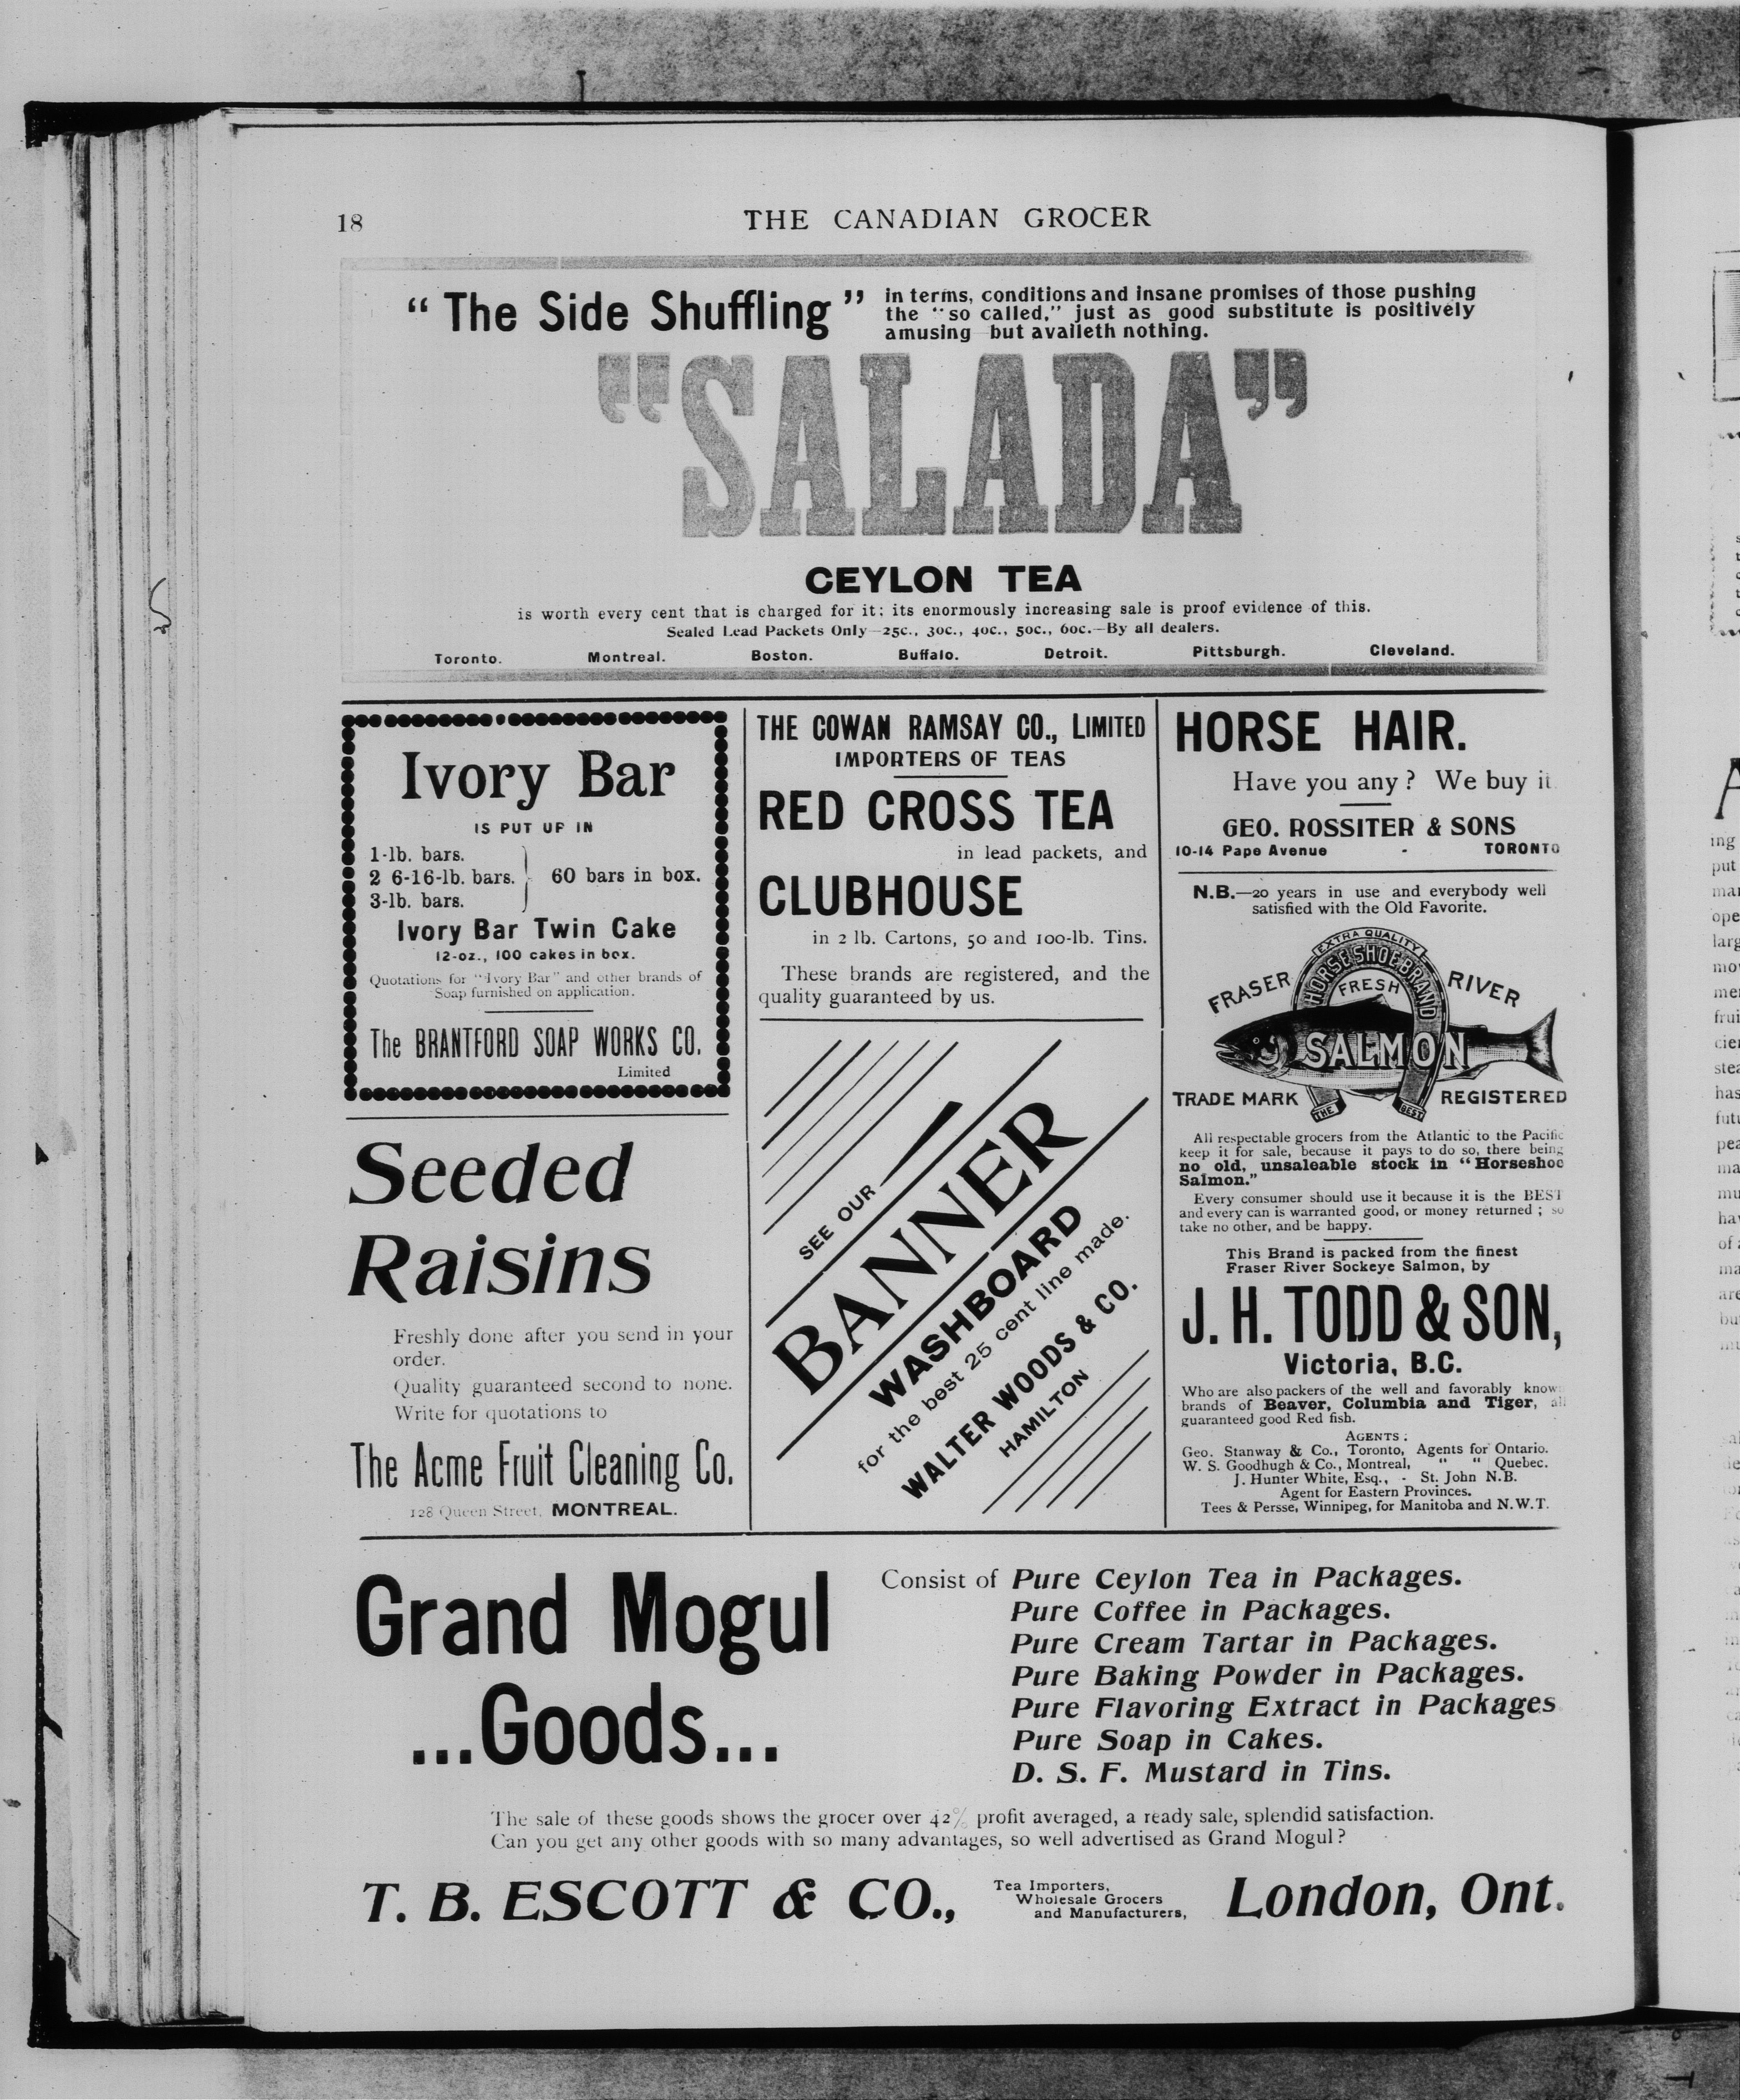 18
THE CANADIAN GROCER
“ The Side Shuffling ”
in terms, conditions and insane promises of those pushing
the “so called,” just as good substitute is positively
amusing but availeth nothing.
“SALADA”
CEYLON TEA
is worth every cent that is charged for it: its enormously increasing sale is proof evidence of this.
Sealed Lead Packets Only—25c., 30c., 40c., 50c., 60c.—By all dealers.
Toronto. Montreal. Boston. Buffalo. Detroit. Pittsburgh. Cleveland.
Ivory Bar
IS PUT UP IN
1-lb. bars.
2 6-16-lb. bars.
3-lb. bars.
60 bars in box.
Ivory Bar Twin Cake
12-oz., 100 cakes in box.
Quotations for “Ivory Bar” and other brands of
Soap furnished on application.
The BRANTFORD SOAP WORKS CO.
Limited
Seeded
Raisins
Freshly done after you send in your
order.
Quality guaranteed second to none.
Write for quotations to
The Acme Fruit Cleaning Co.
128 Queen Street, MONTREAL.
THE COWAN RAMSAY CO., LIMITED
IMPORTERS OF TEAS
RED CROSS TEA
in lead packets, and
CLUBHOUSE
in 2 lb. Cartons, 50 and 100-lb. Tins.
These brands are registered, and the
quality guaranteed by us.
SEE OUR
BANNER
WASHBOARD
for the best 25 cent line made.
WALTER WOODS & CO.
HAMILTON
HORSE HAIR.
Have you any? We buy it.
GEO. ROSSITER & SONS
10-14 Pape Avenue - TORONTO
N.B.—20 years in use and everybody well
satisfied with the Old Favorite.
EXTRA QUALITY
HORSE SHOE BRAND
FRASER RIVER
FRESH
SALMON
TRADE MARK REGISTERED
THE BEST
All respectable grocers from the Atlantic to the Pacific
keep it for sale, because it pays to do so, there being
no old, unsaleable stock in “Horseshoe
Salmon.”
Every consumer should use it because it is the BEST
and every can is warranted good, or money returned ; so
take no other, and be happy.
This Brand is packed from the finest
Fraser River Sockeye Salmon, by
J. H. TODD & SON,
Victoria, B.C.
Who are also packers of the well and favorably know
brands of Beaver, Columbia and Tiger, all
guaranteed good Red fish.
AGENTS :
Geo. Stanway & Co., Toronto, Agents for Ontario.
W. S. Goodhugh & Co., Montreal, “ “ Quebec.
J. Hunter White, Esq., - St. John N.B.
Agent for Eastern Provinces.
Tees & Persse, Winnipeg, for Manitoba and N.W.T.
Grand Mogul
...Goods...
Consist of Pure Ceylon Tea in Packages.
Pure Coffee in Packages.
Pure Cream Tartar in Packages.
Pure Baking Powder in Packages.
Pure Flavoring Extract in Packages
Pure Soap in Cakes.
D. S. F. Mustard in Tins.
The sale of these goods shows the grocer over 42% profit averaged, a ready sale, splendid satisfaction.
Can you get any other goods with so many advantages, so well advertised as Grand Mogul?
T. B. ESCOTT & CO.,
Tea Importers,
Wholesale Grocers
and Manufacturers,
London, Ont.